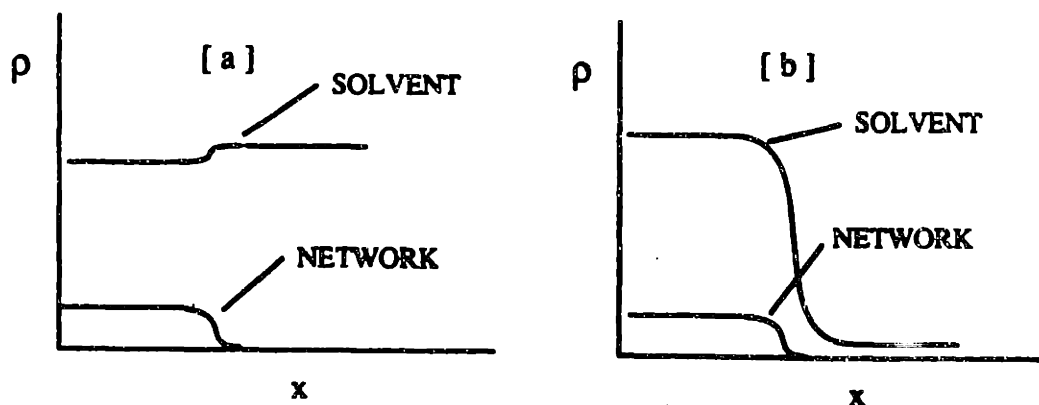 ρ
[ a ]
SOLVENT
NETWORK
x
ρ
[ b ]
SOLVENT
NETWORK
x